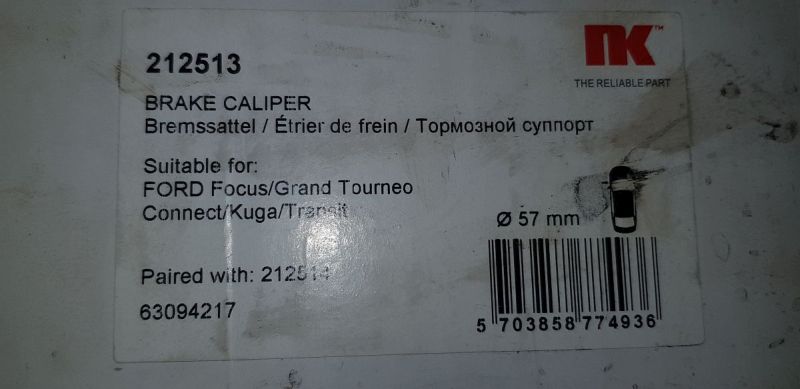 212513
NK™
THE RELIABLE PART
BRAKE CALIPER
Bremssattel / Étrier de frein / Тормозной суппорт
Suitable for:
FORD Focus/Grand Tourneo
Connect/Kuga/Transit
Ø 57 mm
Paired with: 212514
63094217
5 703858 774936